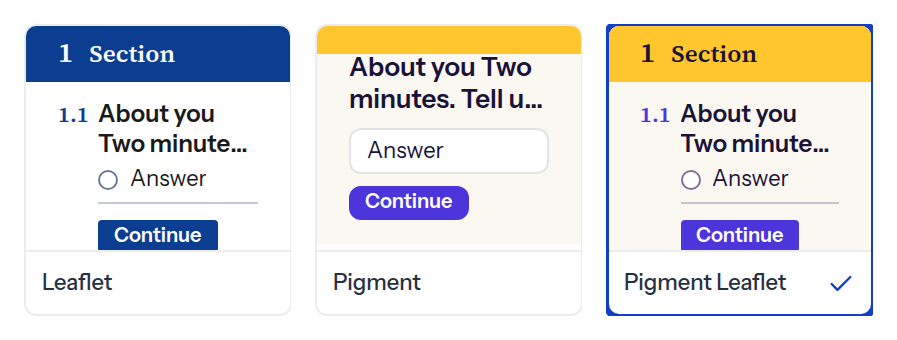 1 Section
1.1 About you
Two minute...
Answer
Continue
Leaflet
About you Two
minutes. Tell u...
Answer
Continue
Pigment
1 Section
1.1 About you
Two minute...
Answer
Continue
Pigment Leaflet